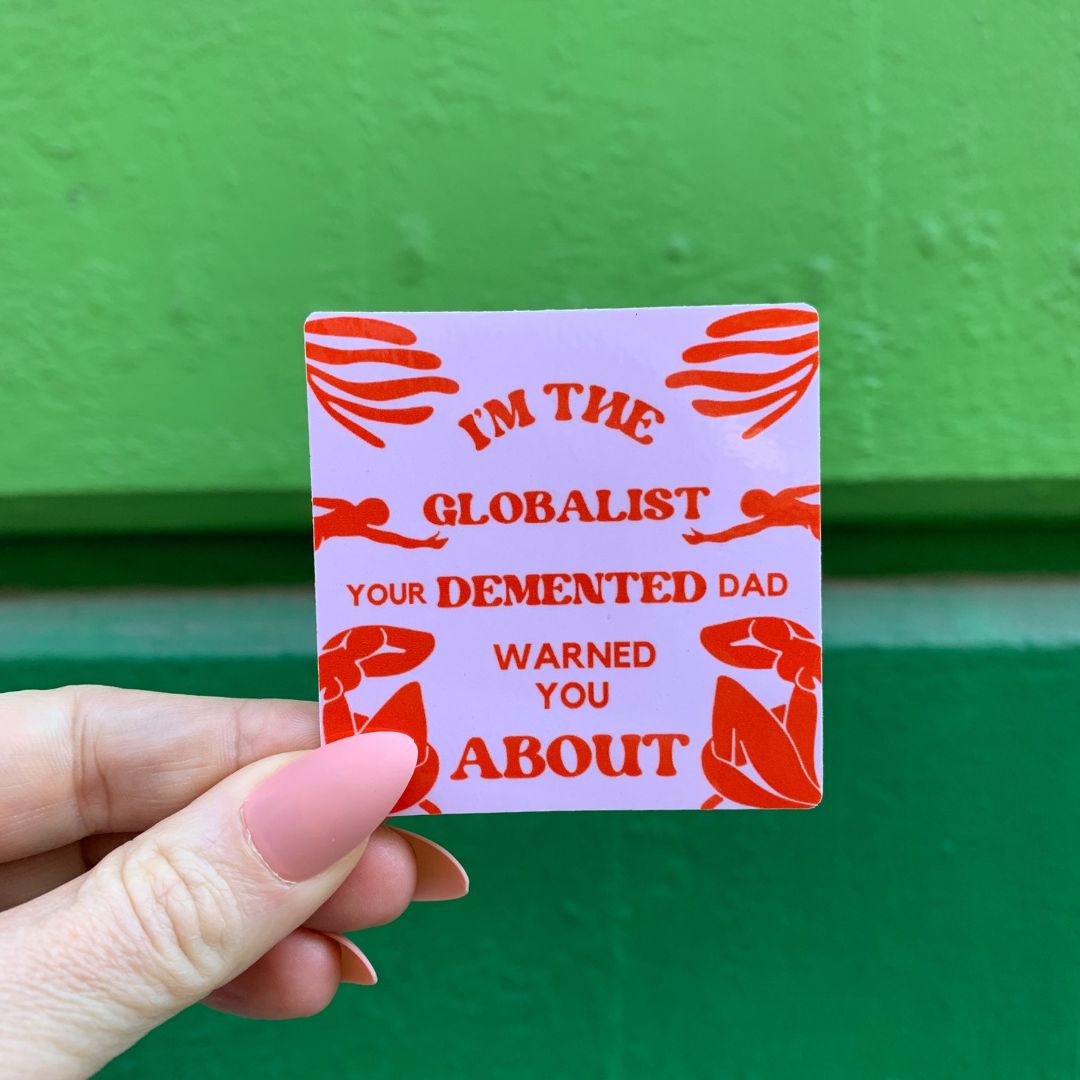 I'M THE
GLOBALIST
YOUR DEMENTED DAD
WARNED
YOU
ABOUT